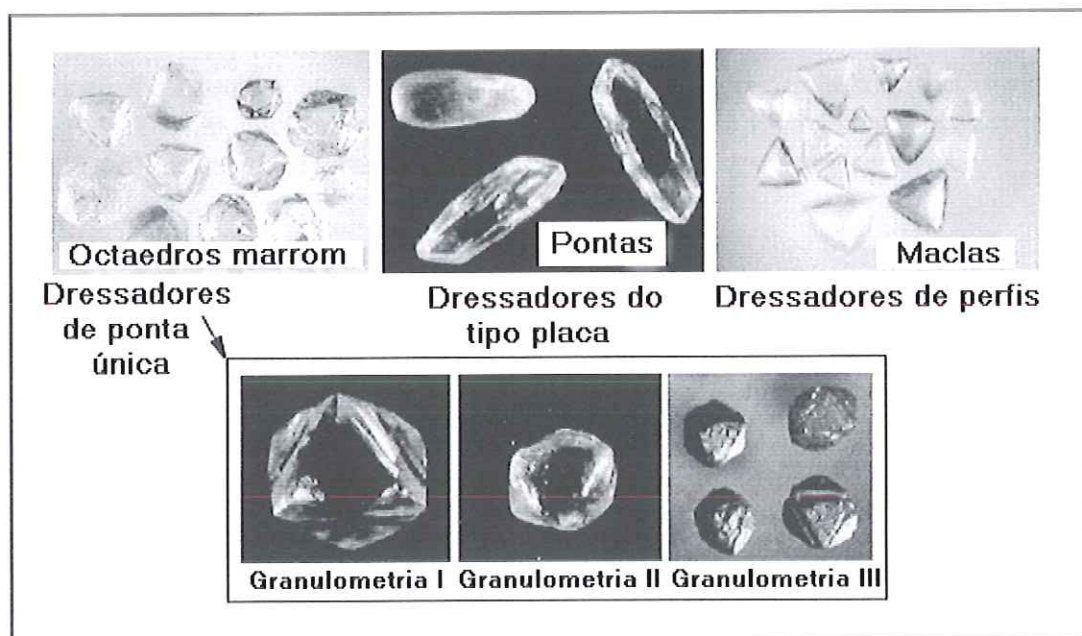 Octaedros marrom
Pontas
Maclas
Dressadores
de ponta
única
Dressadores do
tipo placa
Dressadores de perfis
Granulometria I
Granulometria II
Granulometria III